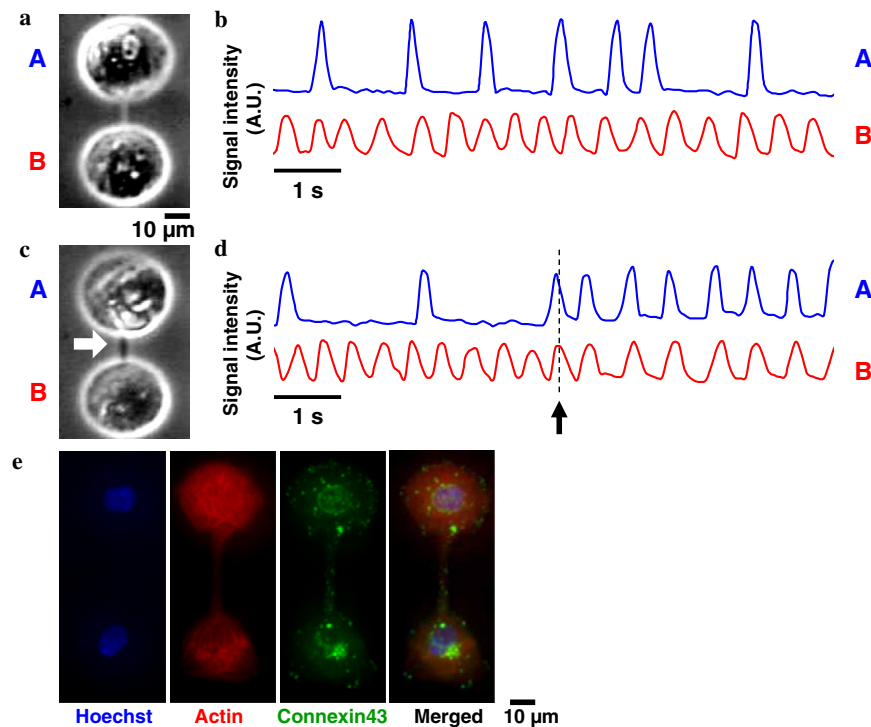 a
b
A
B
Signal intensity
(A.U.)
A
B
1 s
10 µm
c
d
A
B
Signal intensity
(A.U.)
A
B
1 s
e
Hoechst Actin Connexin43 Merged 10 µm